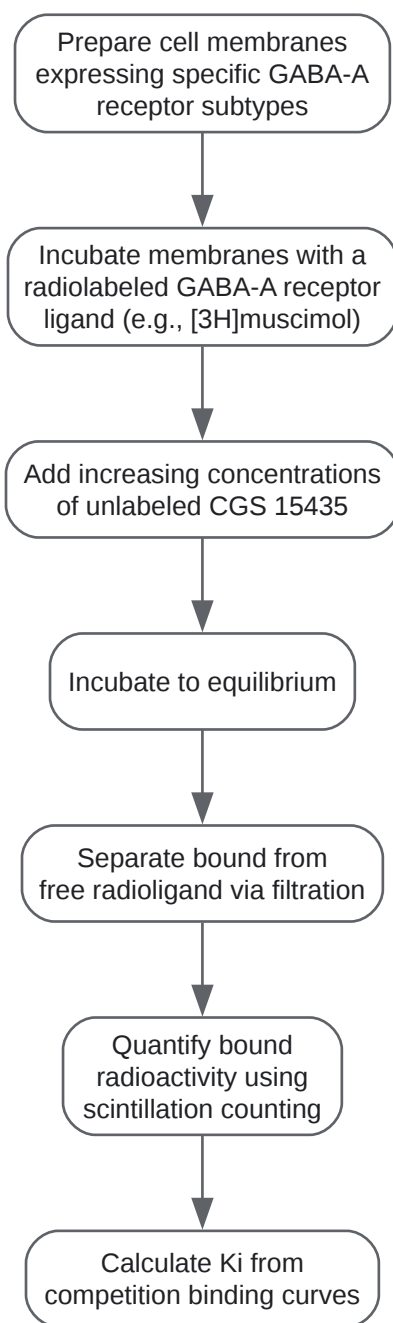 Prepare cell membranes
expressing specific GABA-A
receptor subtypes
Incubate membranes with a
radiolabeled GABA-A receptor
ligand (e.g., [3H]muscimol)
Add increasing concentrations
of unlabeled CGS 15435
Incubate to equilibrium
Separate bound from
free radioligand via filtration
Quantify bound
radioactivity using
scintillation counting
Calculate Ki from
competition binding curves